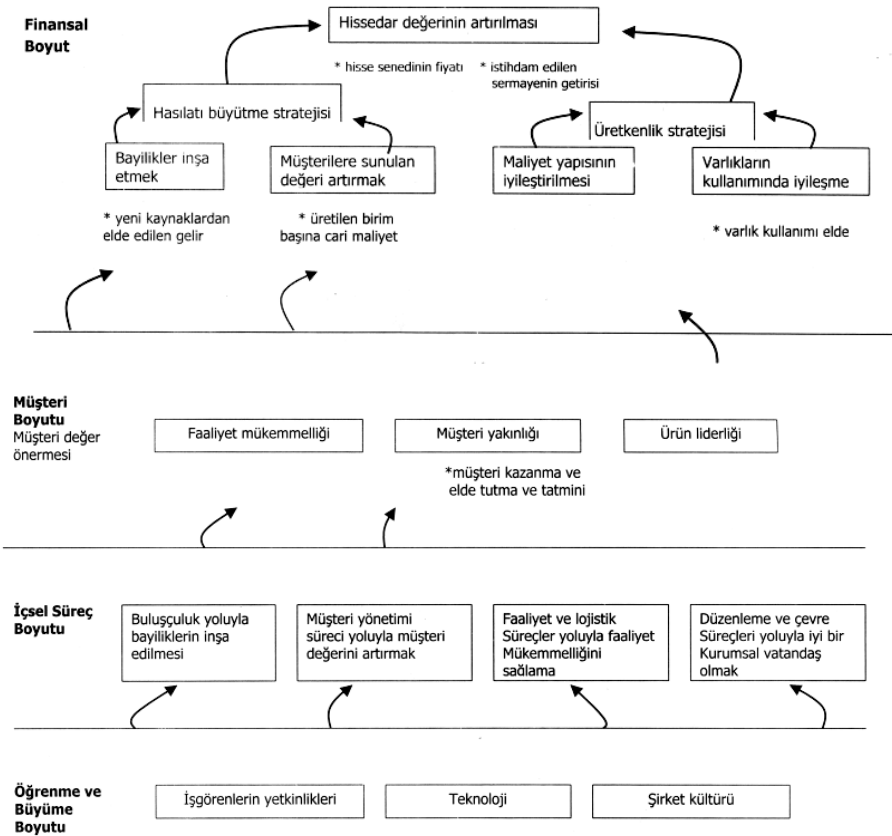 Finansal
Boyut
Hissedar değerinin artırılması
* hisse senedinin fiyatı
* istihdam edilen
sermayenin getirisi
Hasılatı büyütme stratejisi
Üretkenlik stratejisi
Bayilikler inşa
etmek
Müşterilere sunulan
değeri artırmak
Maliyet yapısının
iyileştirilmesi
Varlıkların
kullanımında iyileşme
* yeni kaynaklardan
elde edilen gelir
* üretilen birim
başına cari maliyet
* varlık kullanımı elde
Müşteri
Boyutu
Müşteri değer
önermesi
Faaliyet mükemmelliği
Müşteri yakınlığı
Ürün liderliği
*müşteri kazanma ve
elde tutma ve tatmini
İçsel Süreç
Boyutu
Buluşçuluk yoluyla
bayiliklerin inşa
edilmesi
Müşteri yönetimi
süreci yoluyla müşteri
değerini artırmak
Faaliyet ve lojistik
Süreçler yoluyla faaliyet
Mükemmelliğini
sağlama
Düzenleme ve çevre
Süreçleri yoluyla iyi bir
Kurumsal vatandaş
olmak
Öğrenme ve
Büyüme
Boyutu
İşgörenlerin yetkinlikleri
Teknoloji
Şirket kültürü